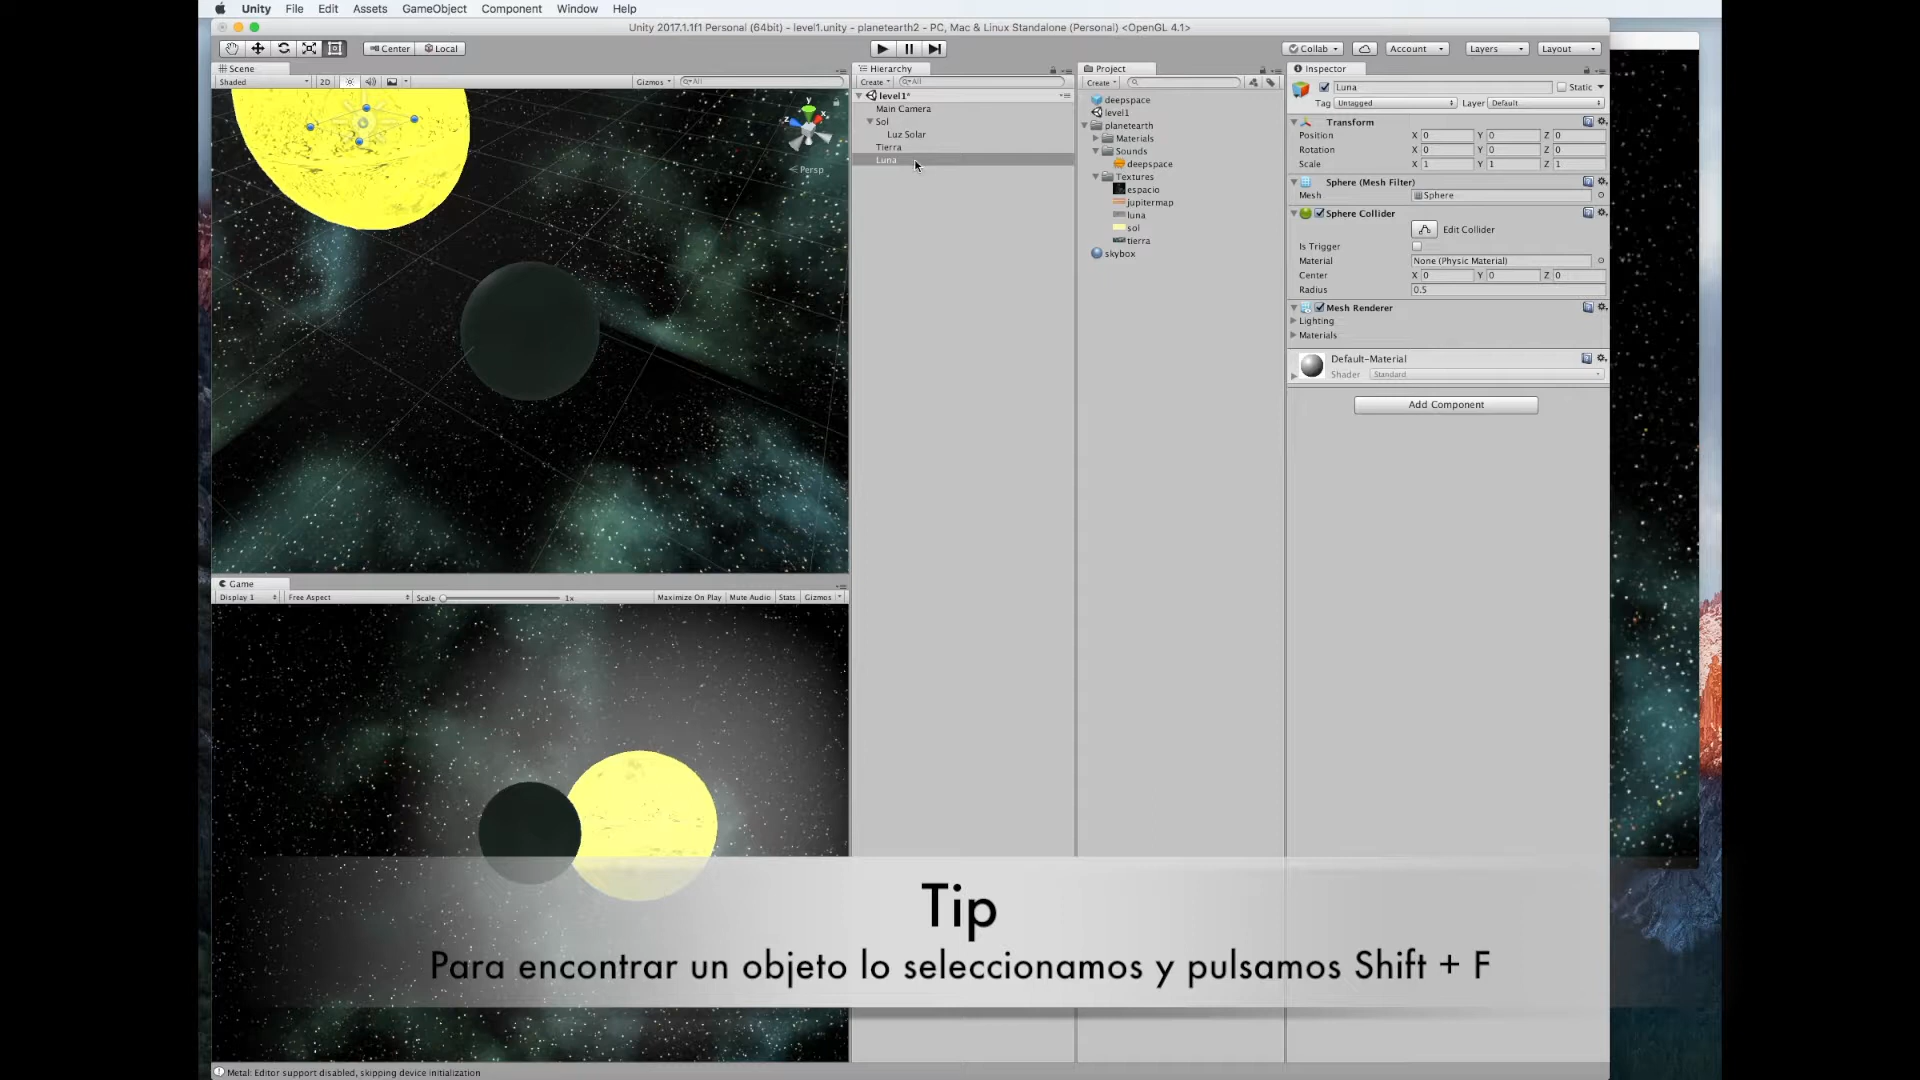 Unity File Edit Assets GameObject Component Window Help
Unity 2017.1.1f1 Personal (64bit) - level1.unity - planetearth2 - PC, Mac & Linux Standalone (Personal) <OpenGL 4.1>
Center Local
Collab Account Layers Layout
Scene
Shaded 2D Gizmos All
y
x
z
Persp
Game
Display 1 Free Aspect Scale 1x Maximize On Play Mute Audio Stats Gizmos
Hierarchy
Create All
level1*
Main Camera
Sol
Luz Solar
Tierra
Luna
Project
Create
deepspace
level1
planetearth
Materials
Sounds
deepspace
Textures
espacio
jupitermap
luna
sol
tierra
skybox
Inspector
Luna Static
Tag Untagged Layer Default
Transform
Position X 0 Y 0 Z 0
Rotation X 0 Y 0 Z 0
Scale X 1 Y 1 Z 1
Sphere (Mesh Filter)
Mesh Sphere
Sphere Collider
Edit Collider
Is Trigger
Material None (Physic Material)
Center X 0 Y 0 Z 0
Radius 0.5
Mesh Renderer
Lighting
Materials
Default-Material
Shader Standard
Add Component
Tip
Para encontrar un objeto lo seleccionamos y pulsamos Shift + F
Metal: Editor support disabled, skipping device initialization